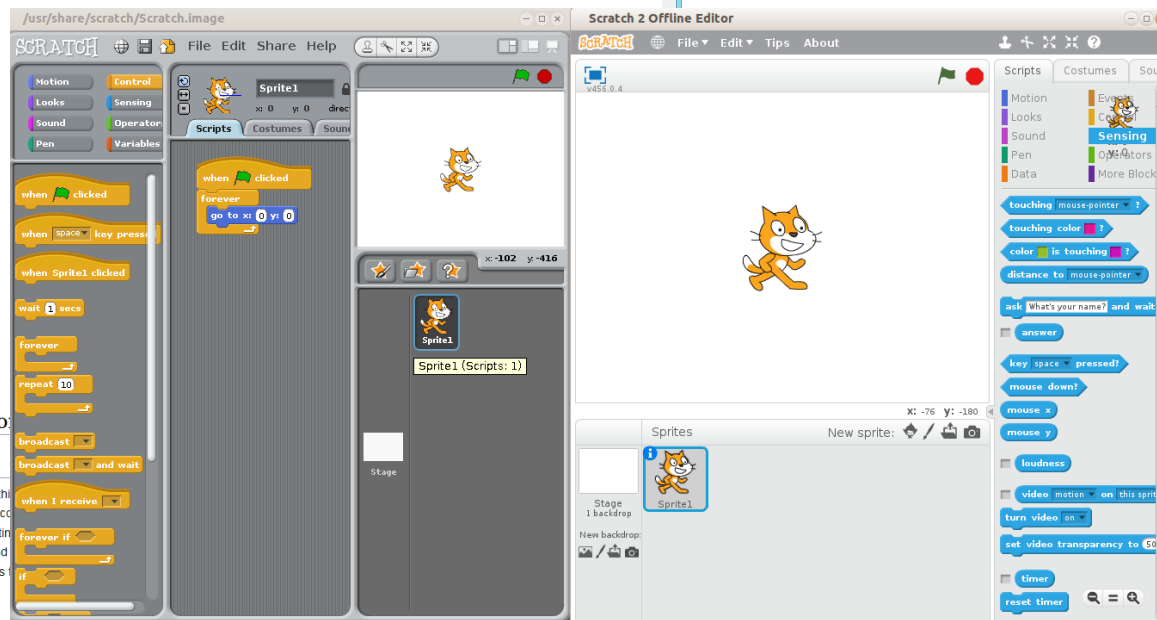 /usr/share/scratch/Scratch.image
SCRATCH File Edit Share Help
Motion Control
Looks Sensing
Sound Operator
Pen Variables
when clicked
when space key pressed
when Sprite1 clicked
wait 1 secs
forever
repeat 10
broadcast
broadcast and wait
when I receive
forever if
if
Sprite1
x: 0 y: 0 direc
Scripts Costumes Soun
when clicked
forever
go to x: 0 y: 0
x: -102 y: -416
Sprite1
Sprite1 (Scripts: 1)
Stage
Scratch 2 Offline Editor
SCRATCH File Edit Tips About
v456.0.4
x: -76 y: -180
Sprites New sprite:
Stage
1 backdrop
New backdrop:
Sprite1
Scripts Costumes Sou
Motion Events
Looks Control
Sound Sensing
Pen Operators
Data More Block
y: 0
touching mouse-pointer ?
touching color ?
color is touching ?
distance to mouse-pointer
ask What's your name? and wait
answer
key space pressed?
mouse down?
mouse x
mouse y
loudness
video motion on this sprit
turn video on
set video transparency to 50
timer
reset timer